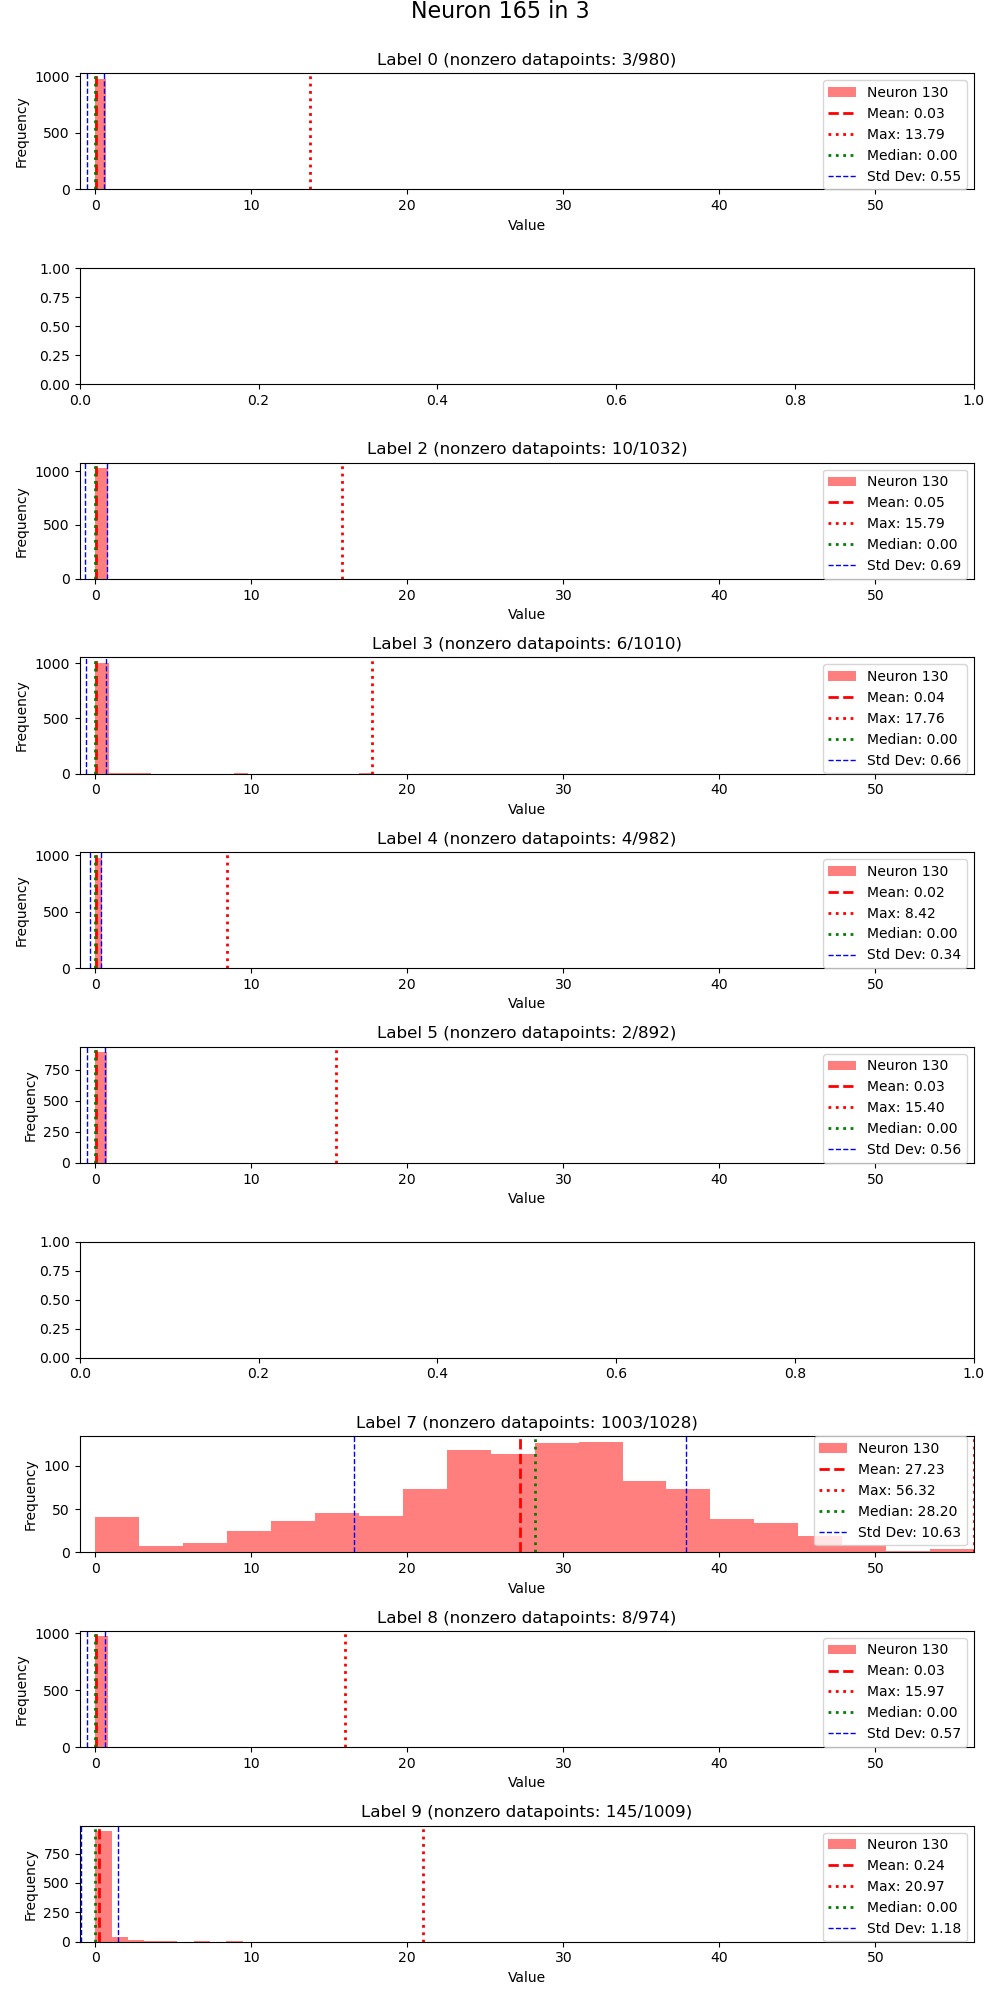 Neuron 165 in 3
Label 0 (nonzero datapoints: 3/980)
Frequency
1000
500
0
Neuron 130
Mean: 0.03
Max: 13.79
Median: 0.00
Std Dev: 0.55
0 10 20 30 40 50
Value
1.00
0.75
0.50
0.25
0.00
0.0 0.2 0.4 0.6 0.8 1.0
Label 2 (nonzero datapoints: 10/1032)
Frequency
1000
500
0
Neuron 130
Mean: 0.05
Max: 15.79
Median: 0.00
Std Dev: 0.69
0 10 20 30 40 50
Value
Label 3 (nonzero datapoints: 6/1010)
Frequency
1000
500
0
Neuron 130
Mean: 0.04
Max: 17.76
Median: 0.00
Std Dev: 0.66
0 10 20 30 40 50
Value
Label 4 (nonzero datapoints: 4/982)
Frequency
1000
500
0
Neuron 130
Mean: 0.02
Max: 8.42
Median: 0.00
Std Dev: 0.34
0 10 20 30 40 50
Value
Label 5 (nonzero datapoints: 2/892)
Frequency
750
500
250
0
Neuron 130
Mean: 0.03
Max: 15.40
Median: 0.00
Std Dev: 0.56
0 10 20 30 40 50
Value
1.00
0.75
0.50
0.25
0.00
0.0 0.2 0.4 0.6 0.8 1.0
Label 7 (nonzero datapoints: 1003/1028)
Frequency
100
50
0
Neuron 130
Mean: 27.23
Max: 56.32
Median: 28.20
Std Dev: 10.63
0 10 20 30 40 50
Value
Label 8 (nonzero datapoints: 8/974)
Frequency
1000
500
0
Neuron 130
Mean: 0.03
Max: 15.97
Median: 0.00
Std Dev: 0.57
0 10 20 30 40 50
Value
Label 9 (nonzero datapoints: 145/1009)
Frequency
750
500
250
0
Neuron 130
Mean: 0.24
Max: 20.97
Median: 0.00
Std Dev: 1.18
0 10 20 30 40 50
Value